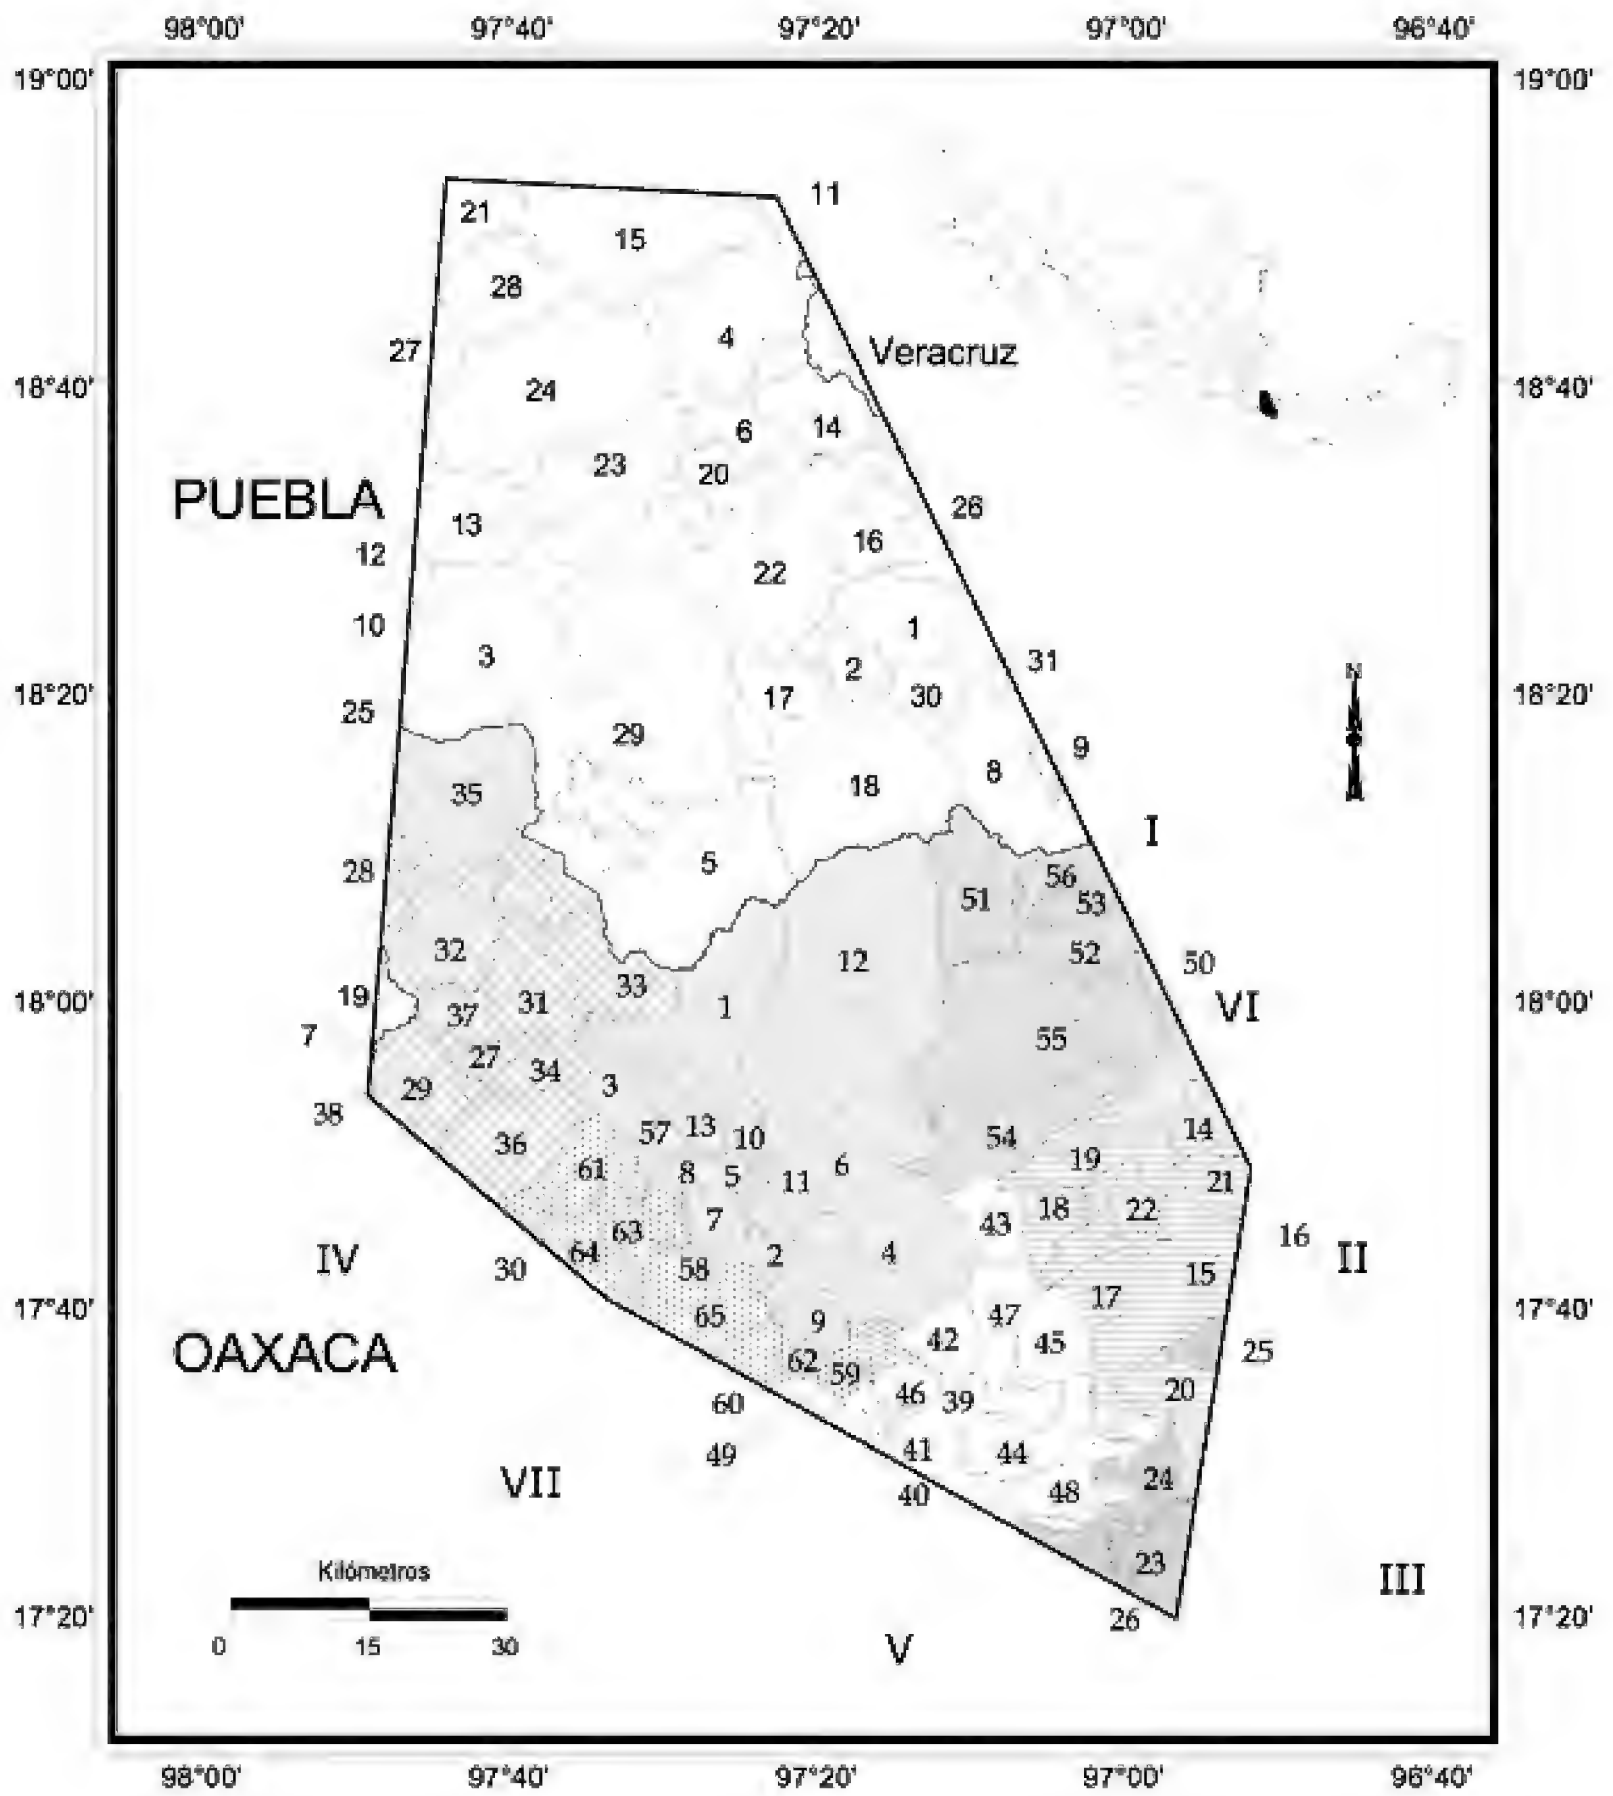 98°00' 97°40' 97°20' 97°00' 96°40'
19°00' 19°00'
11
21
15
28
4
27 Veracruz
18°40' 24 18°40'
6 14
23 20
PUEBLA 26
13
12 16
22
10 1
3 2 31
18°20' 17 30 18°20'
25
29 9
8
35 18
I
5
28 56
51 53
32 12 52 50
19 33
18°00' 37 31 1 VI 18°00'
7 55
27
29 34 3
38
57 13 10 54 14
36 19
61 8 5 11 6 21
7 43 18 22
63 16
IV 64 2 4 II
30 58 15
17
17°40' 65 9 47 17°40'
OAXACA 42 45 25
62 59
46 39 20
60
49 41 44
VII 24
40 48
23
Kilómetros III
17°20' 26 17°20'
0 15 30 V
98°00' 97°40' 97°20' 97°00' 96°40'